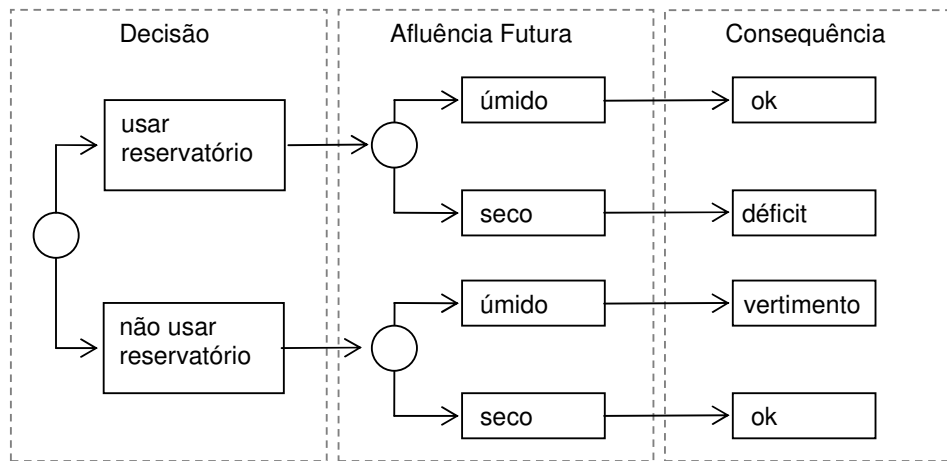 Decisão
Afluência Futura
Consequência
usar
reservatório
úmido
ok
seco
déficit
não usar
reservatório
úmido
vertimento
seco
ok